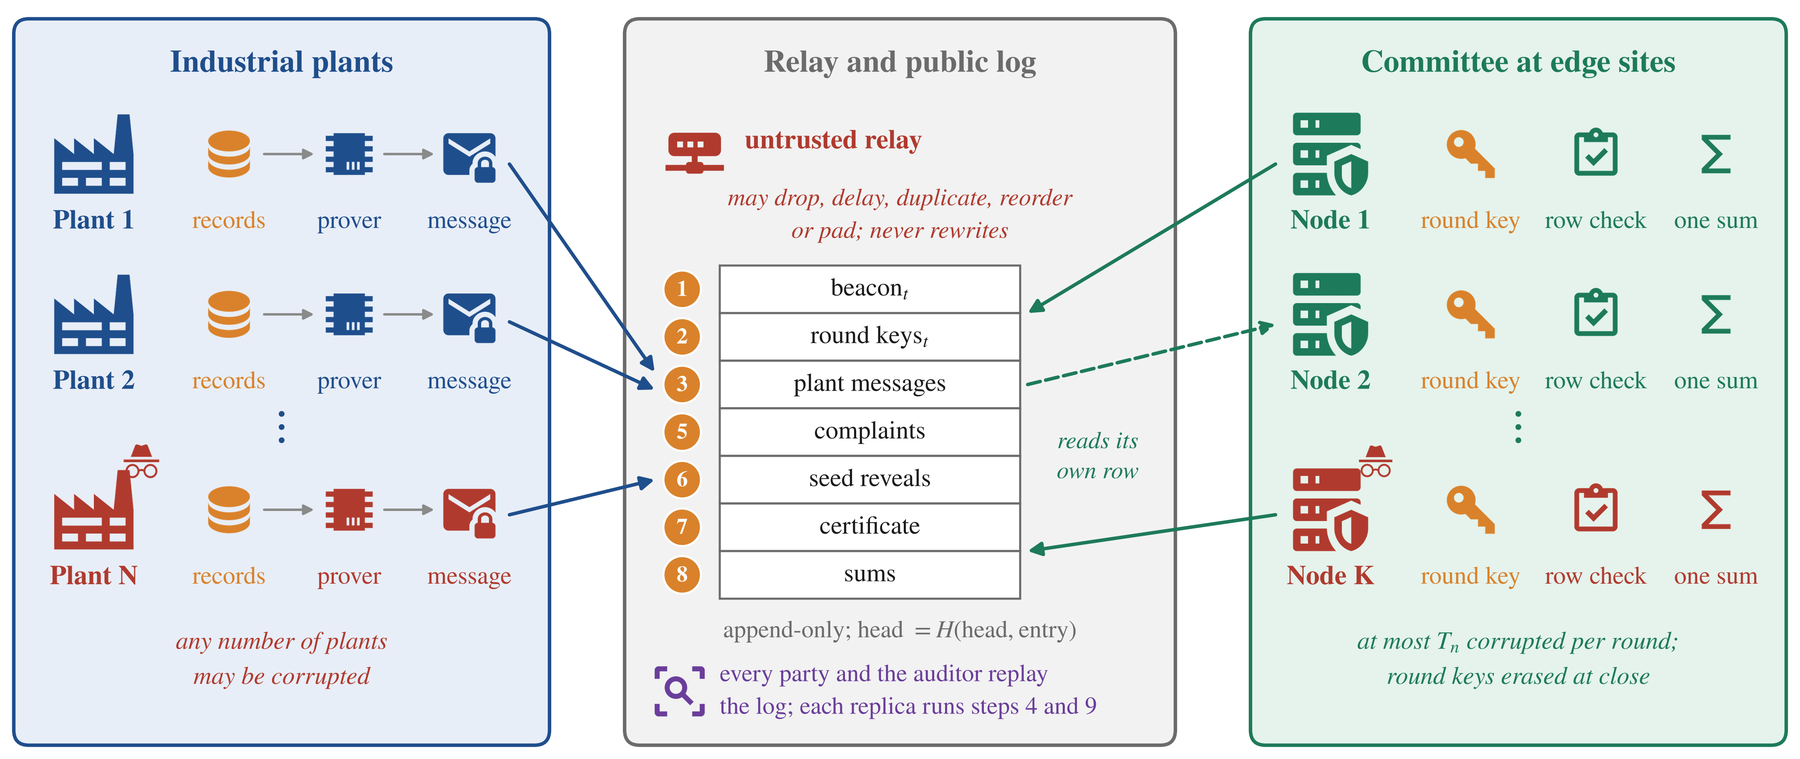 Industrial plants
Plant 1
records
prover
message
Plant 2
records
prover
message
Plant N
records
prover
message
any number of plants
may be corrupted
Relay and public log
untrusted relay
may drop, delay, duplicate, reorder
or pad; never rewrites
1 beacon_t
2 round keys_t
3 plant messages
5 complaints
6 seed reveals
7 certificate
8 sums
reads its
own row
append-only; head = H(head, entry)
every party and the auditor replay
the log; each replica runs steps 4 and 9
Committee at edge sites
Node 1
round key
row check
Σ
one sum
Node 2
round key
row check
Σ
one sum
Node K
round key
row check
Σ
one sum
at most T_n corrupted per round;
round keys erased at close